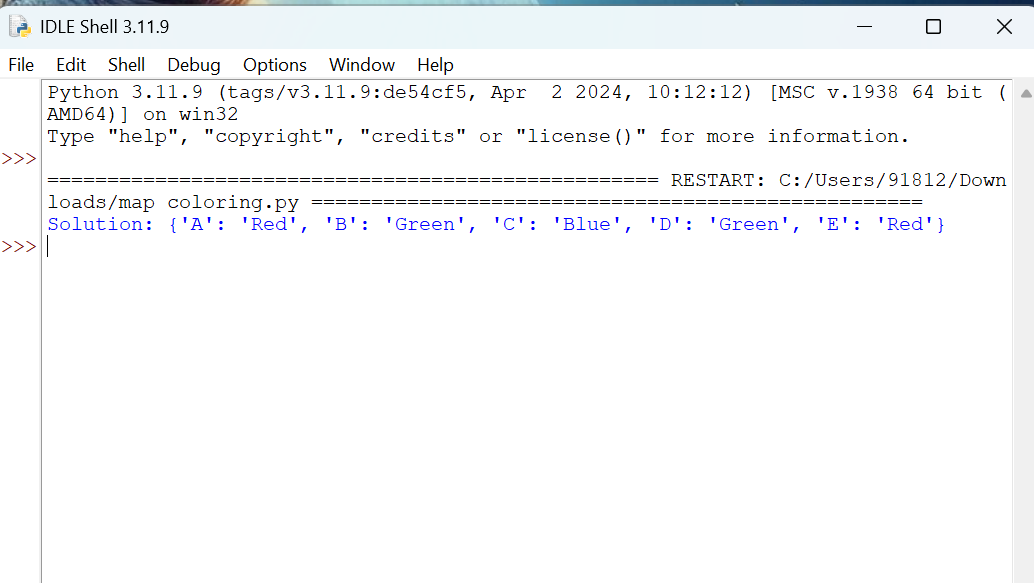 IDLE Shell 3.11.9
File Edit Shell Debug Options Window Help
Python 3.11.9 (tags/v3.11.9:de54cf5, Apr  2 2024, 10:12:12) [MSC v.1938 64 bit (
AMD64)] on win32
Type "help", "copyright", "credits" or "license()" for more information.
>>>
=================================================== RESTART: C:/Users/91812/Down
loads/map coloring.py ===================================================
Solution: {'A': 'Red', 'B': 'Green', 'C': 'Blue', 'D': 'Green', 'E': 'Red'}
>>>